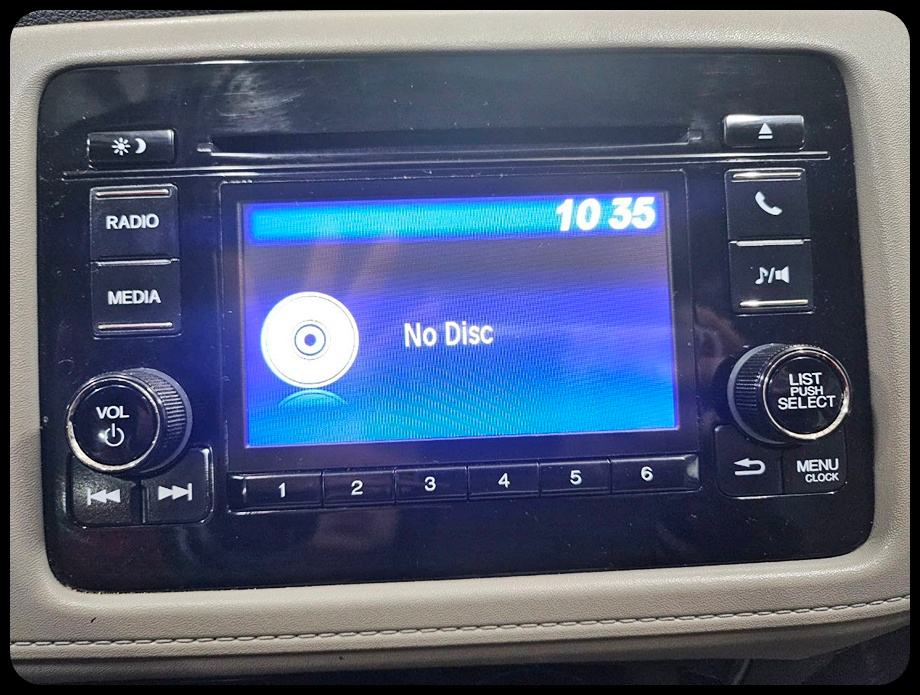 10 35
RADIO
MEDIA
No Disc
VOL
LIST
PUSH
SELECT
1 2 3 4 5 6
MENU
CLOCK